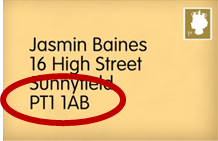 Jasmin Baines
16 High Street
Sunnyfield
PT1 1AB